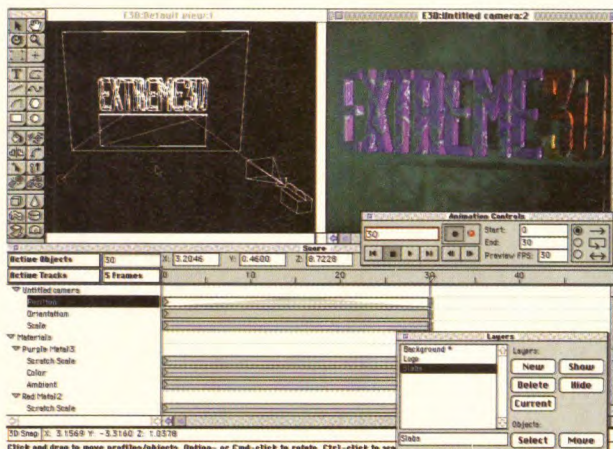 E3D:Default view:1
E3D:Untitled camera:2
EXTREME3D
EXTREME3D
T
Animation Controls
30
Start: 0
End: 30
Preview FPS: 30
Score
Active Objects 30 X: 3.2046 Y: 0.4600 Z: 8.7228
Active Tracks 5 Frames 0 10 20 30 40
Untitled camera
Position
Orientation
Scale
Materials
Purple Metal3
Scratch Scale
Color
Ambient
Red Metal2
Scratch Scale
Layers
Background *
Logo
Slabs
Layers:
New Show
Delete Hide
Current
Objects:
Slabs Select Move
3D Snap: X: 3.1569 Y: -3.3160 Z: 1.0378
Click and drag to move profiles/objects. Option- or Cmd-click to rotate. Ctrl-click to